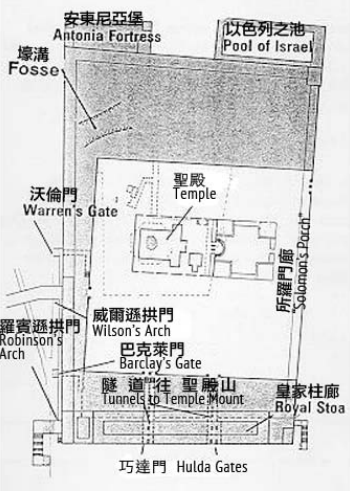 安東尼亞堡
Antonia Fortress
以色列之池
Pool of Israel
壕溝
Fosse
聖殿
Temple
沃倫門
Warren's Gate
所羅門廊
"Solomon's Porch"
威爾遜拱門
Wilson's Arch
羅賓遜拱門
Robinson's
Arch
巴克萊門
Barclay's Gate
隧道往聖殿山
Tunnels to Temple Mount
皇家柱廊
Royal Stoa
巧達門 Hulda Gates